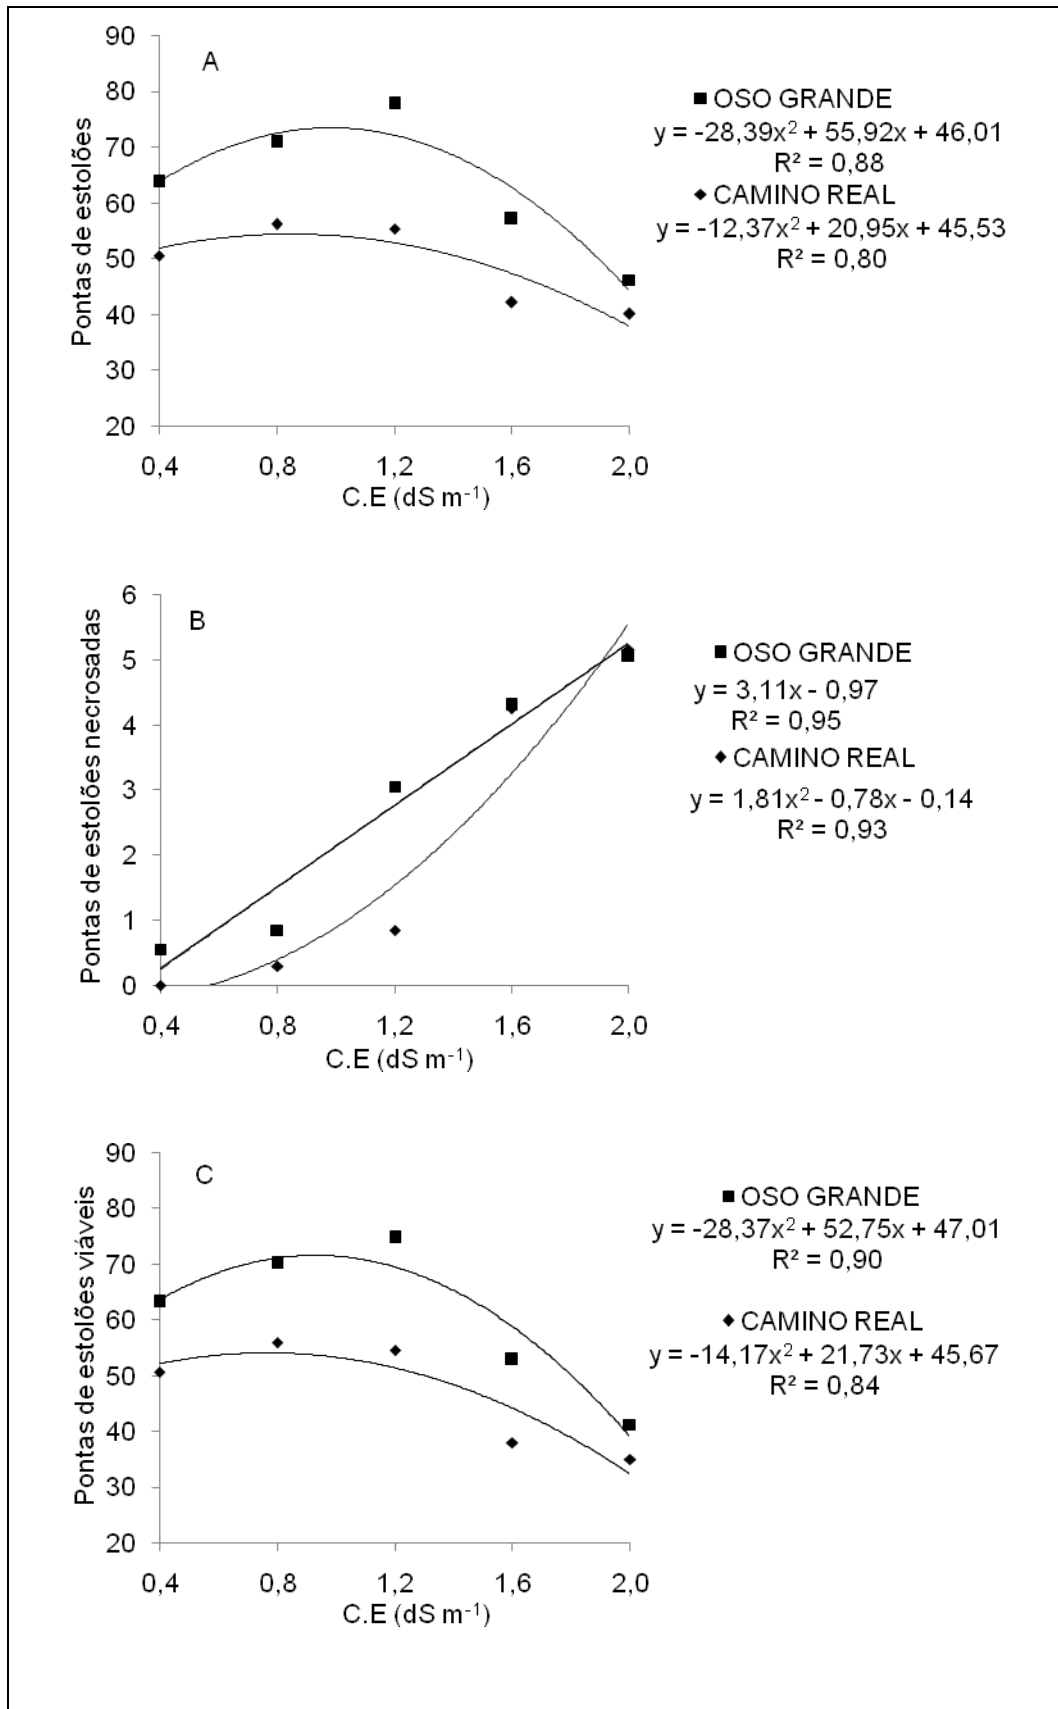 A
Pontas de estolões
90
80
70
60
50
40
30
20
0,4 0,8 1,2 1,6 2,0
C.E (dS m⁻¹)
OSO GRANDE
y = -28,39x² + 55,92x + 46,01
R² = 0,88
CAMINO REAL
y = -12,37x² + 20,95x + 45,53
R² = 0,80
B
Pontas de estolões necrosadas
6
5
4
3
2
1
0
0,4 0,8 1,2 1,6 2,0
C.E (dS m⁻¹)
OSO GRANDE
y = 3,11x - 0,97
R² = 0,95
CAMINO REAL
y = 1,81x² - 0,78x - 0,14
R² = 0,93
C
Pontas de estolões viáveis
90
80
70
60
50
40
30
20
0,4 0,8 1,2 1,6 2,0
C.E (dS m⁻¹)
OSO GRANDE
y = -28,37x² + 52,75x + 47,01
R² = 0,90
CAMINO REAL
y = -14,17x² + 21,73x + 45,67
R² = 0,84